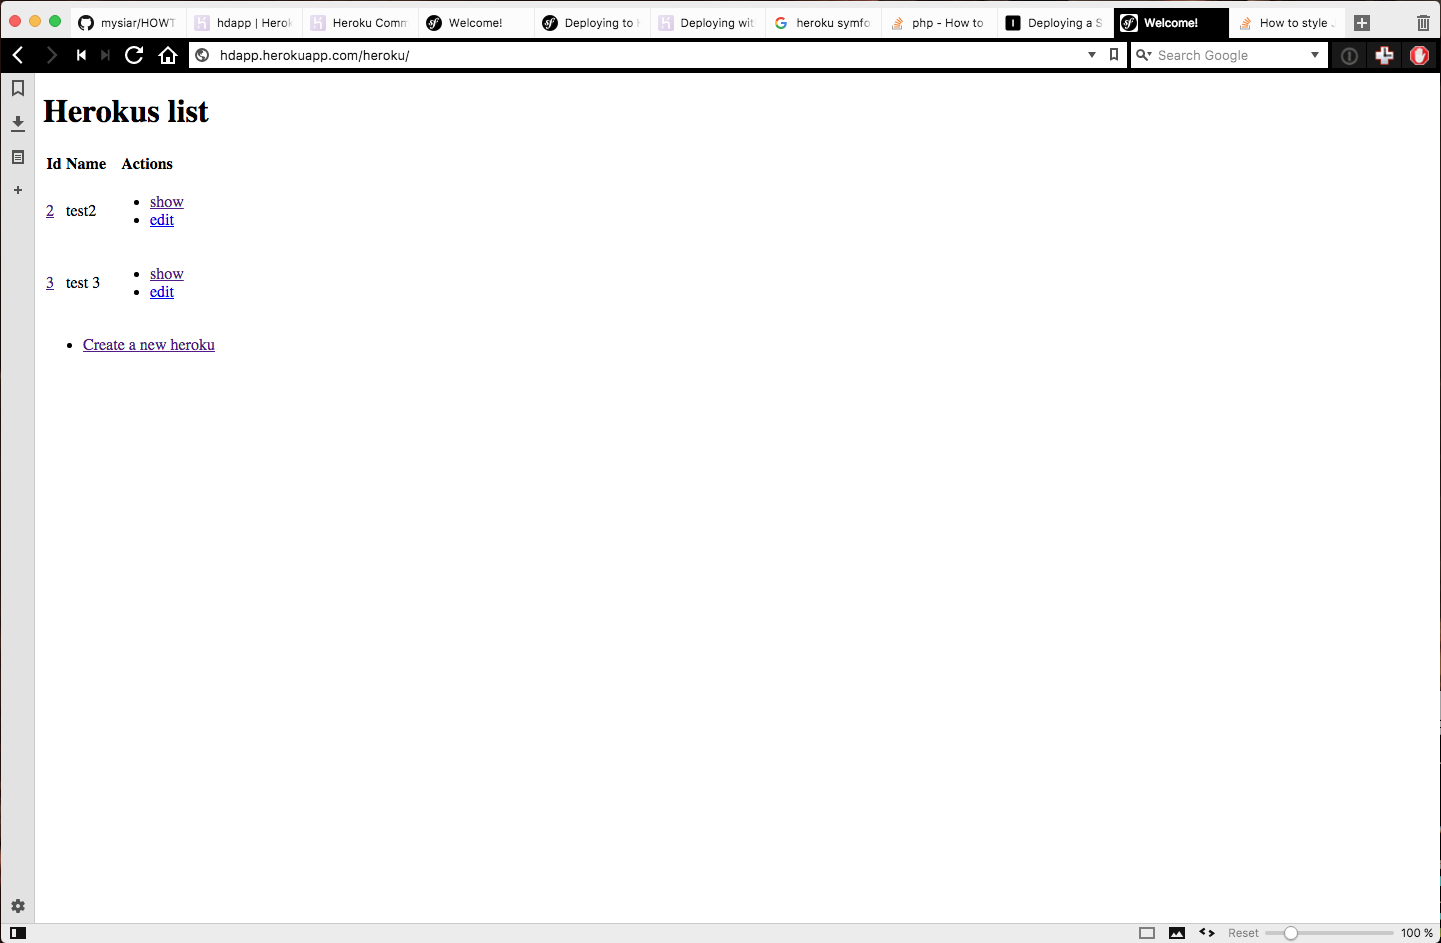 mysiar/HOWT
hdapp | Herok
Heroku Comm
Welcome!
Deploying to H
Deploying wit
heroku symfo
php - How to
Deploying a S
Welcome!
How to style
hdapp.herokuapp.com/heroku/
Search Google
Herokus list
Id Name Actions
2 test2
show
edit
3 test 3
show
edit
Create a new heroku
Reset 100 %